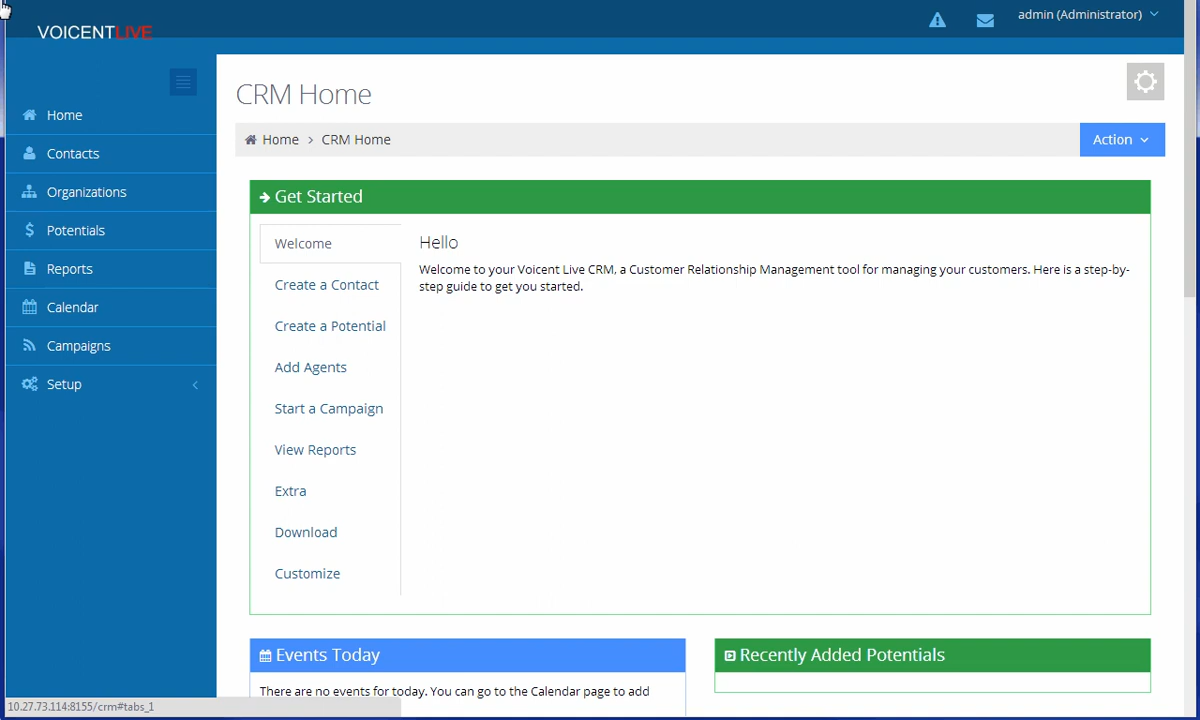 VOICENTLIVE
admin (Administrator)
Home
Contacts
Organizations
Potentials
Reports
Calendar
Campaigns
Setup
CRM Home
Home > CRM Home
Action
Get Started
Welcome
Create a Contact
Create a Potential
Add Agents
Start a Campaign
View Reports
Extra
Download
Customize
Hello
Welcome to your Voicent Live CRM, a Customer Relationship Management tool for managing your customers. Here is a step-by-
step guide to get you started.
Events Today
There are no events for today. You can go to the Calendar page to add
Recently Added Potentials
10.27.73.114:8155/crm#tabs_1